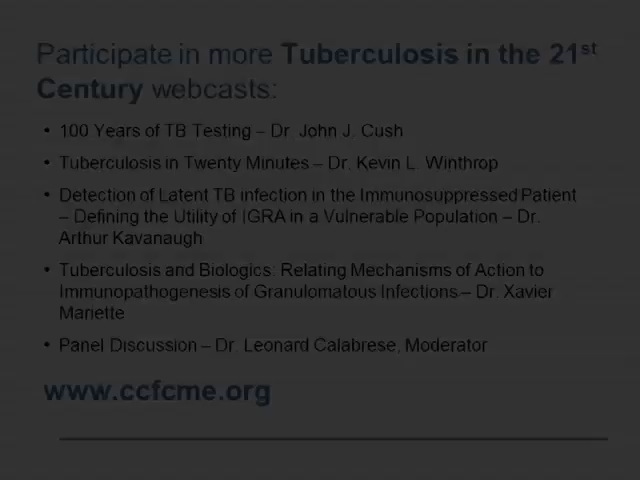 Participate in more Tuberculosis in the 21st
Century webcasts:
• 100 Years of TB Testing – Dr. John J. Cush
• Tuberculosis in Twenty Minutes – Dr. Kevin L. Winthrop
• Detection of Latent TB infection in the Immunosuppressed Patient
– Defining the Utility of IGRA in a Vulnerable Population – Dr.
Arthur Kavanaugh
• Tuberculosis and Biologics: Relating Mechanisms of Action to
Immunopathogenesis of Granulomatous Infections – Dr. Xavier
Mariette
• Panel Discussion – Dr. Leonard Calabrese, Moderator
www.ccfcme.org